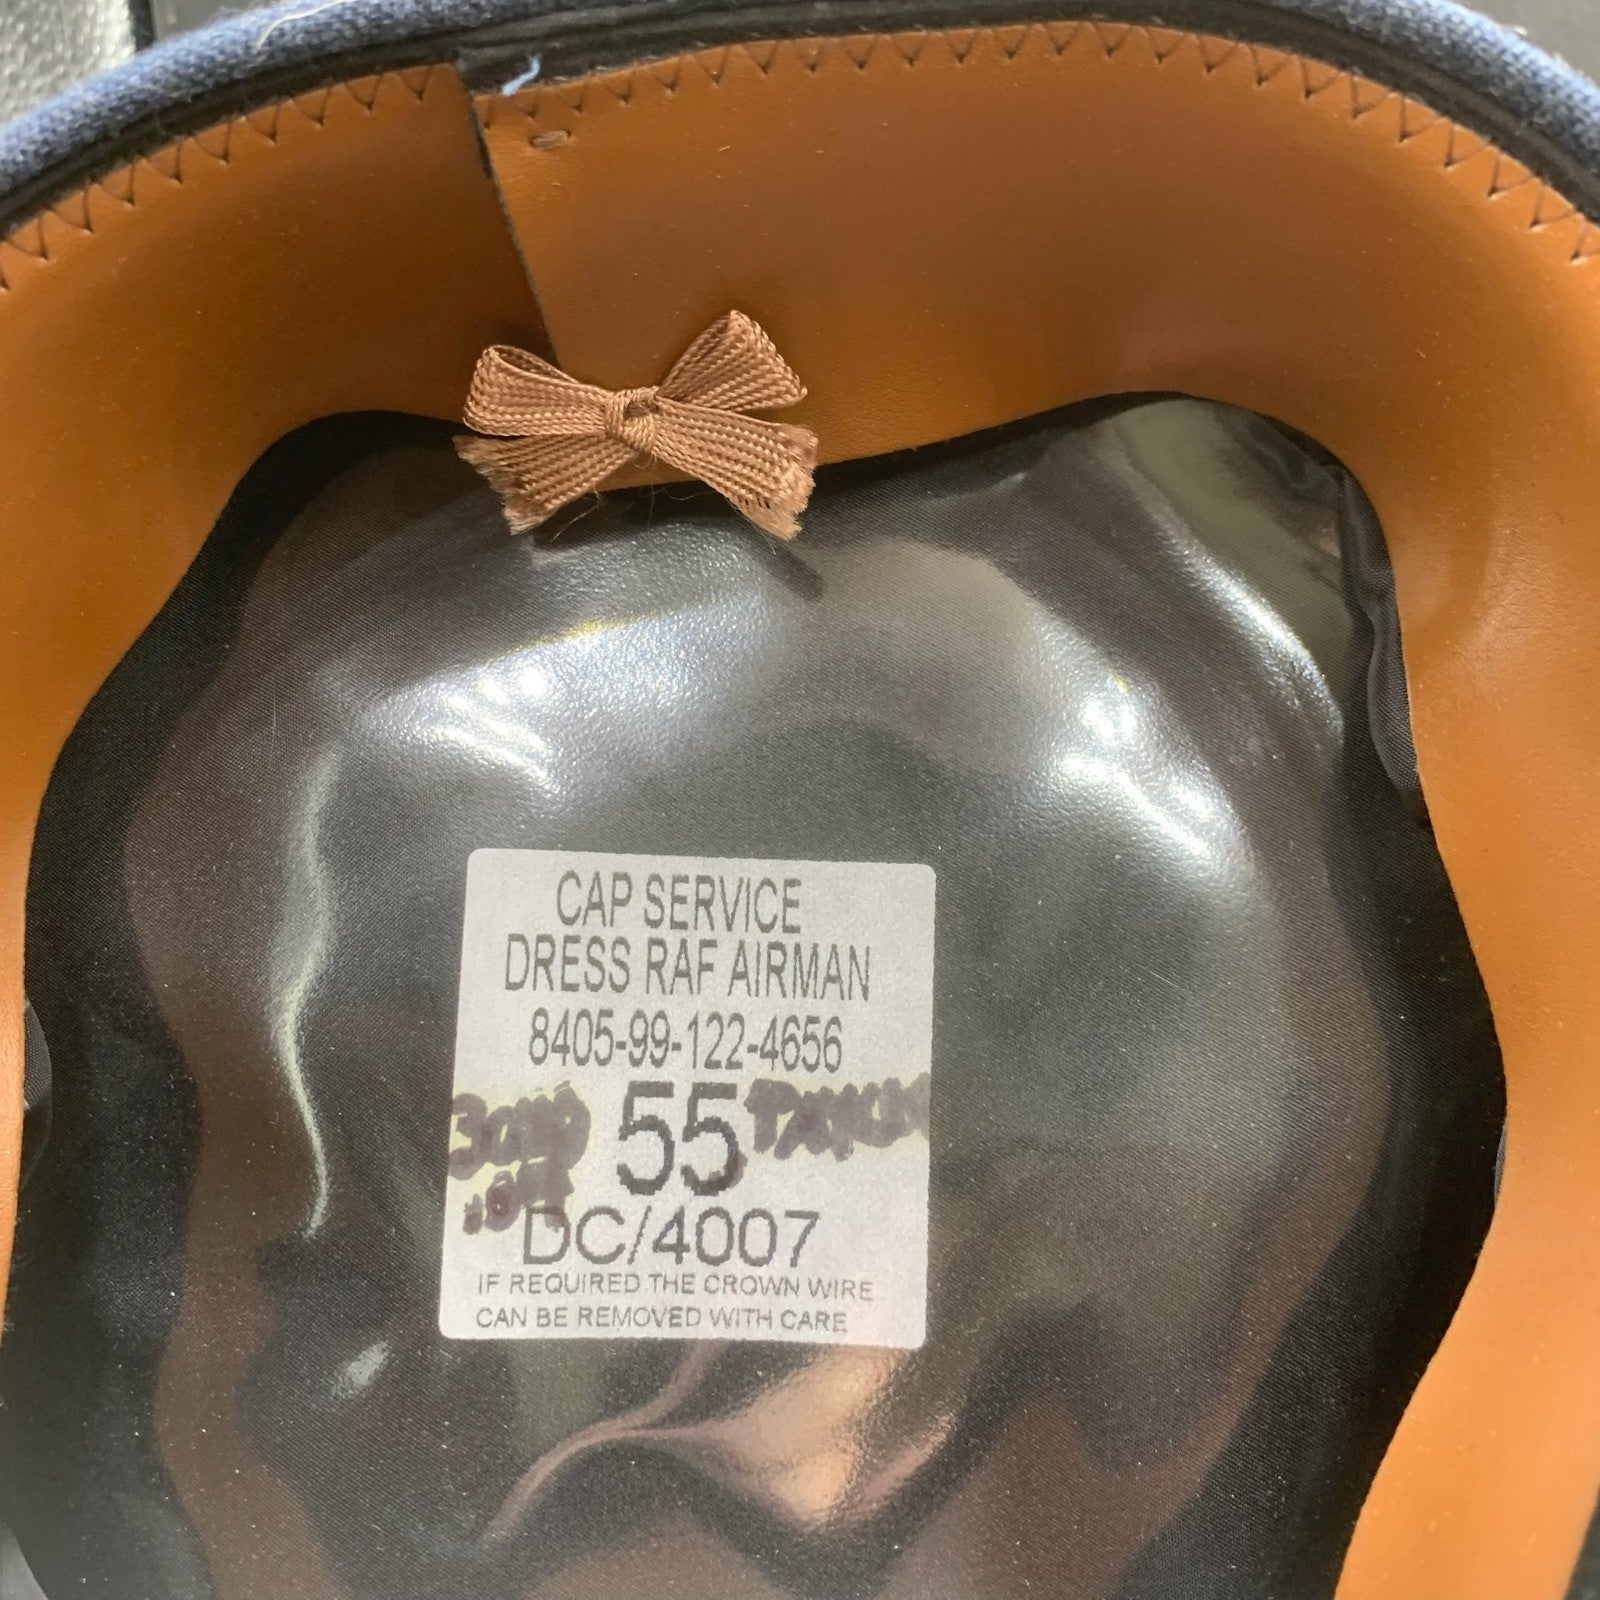 CAP SERVICE
DRESS RAF AIRMAN
8405-99-122-4656
55
DC/4007
IF REQUIRED THE CROWN WIRE
CAN BE REMOVED WITH CARE